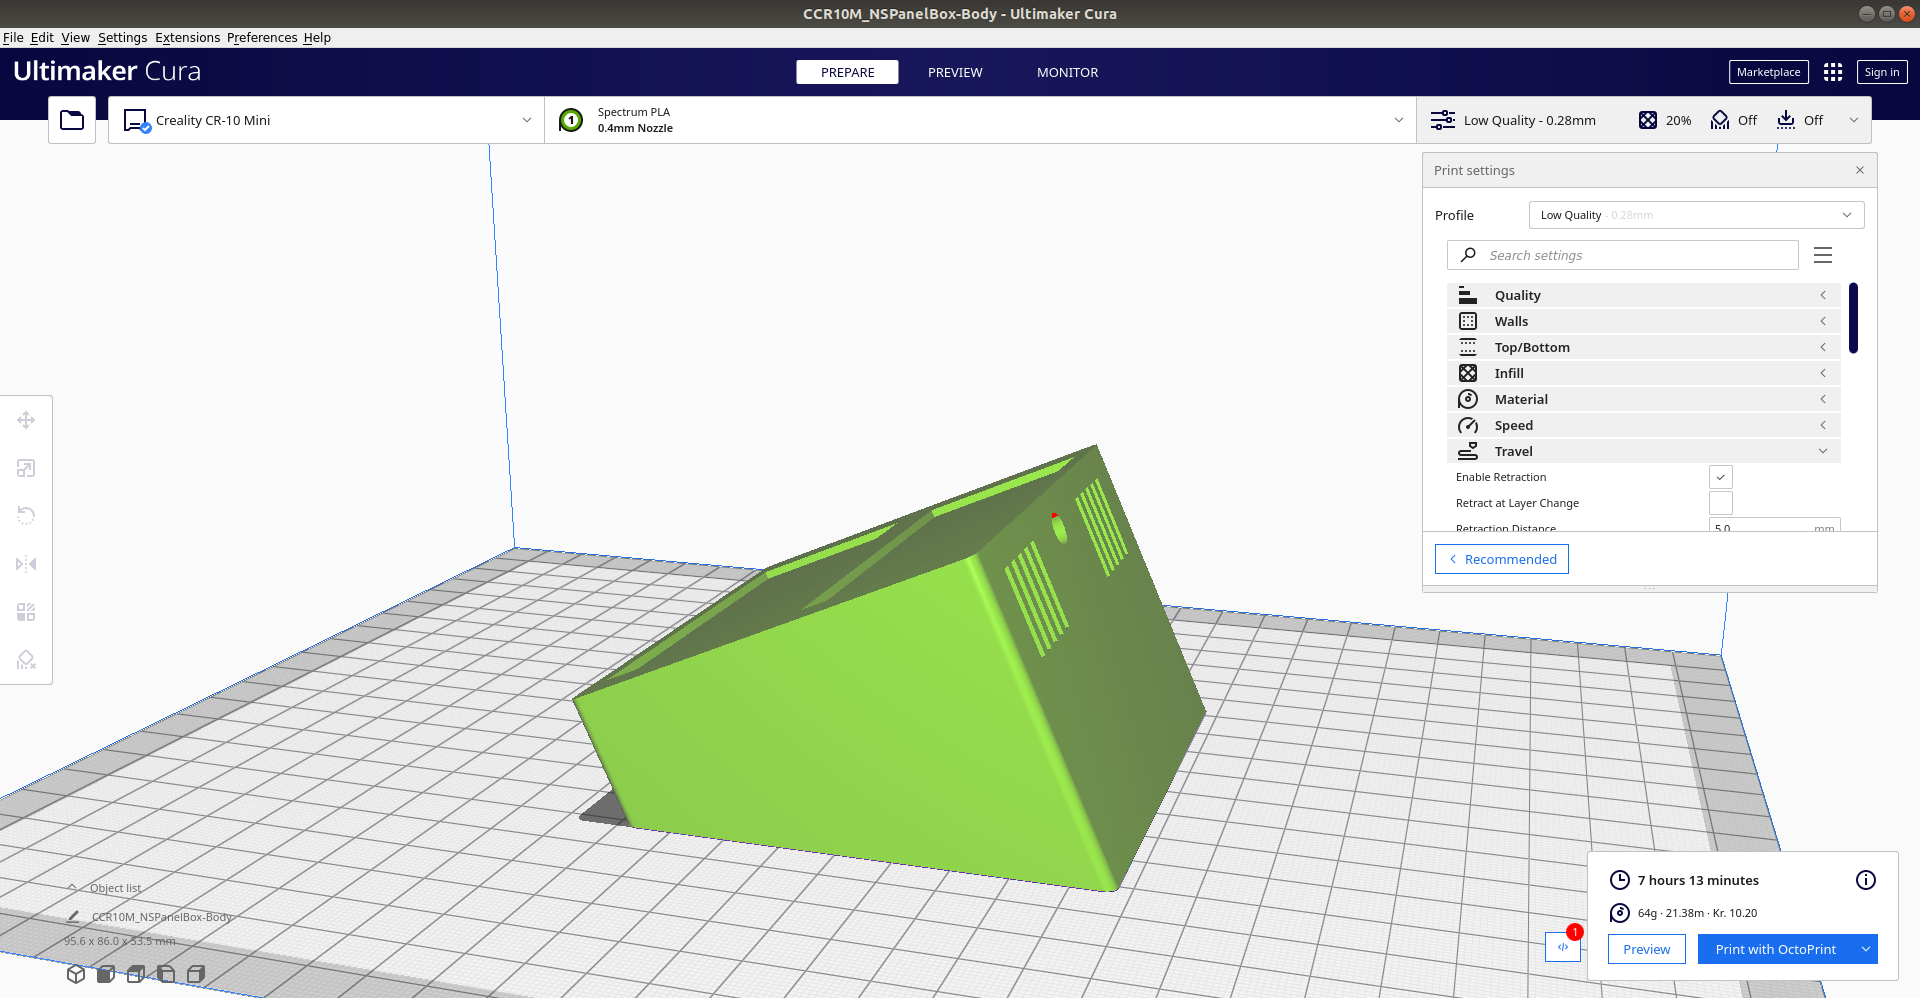 CCR10M_NSPanelBox-Body - Ultimaker Cura
File Edit View Settings Extensions Preferences Help
Ultimaker Cura
PREPARE PREVIEW MONITOR
Marketplace Sign in
Creality CR-10 Mini
1
Spectrum PLA
0.4mm Nozzle
Low Quality - 0.28mm 20% Off Off
Print settings
Profile Low Quality - 0.28mm
Search settings
Quality
Walls
Top/Bottom
Infill
Material
Speed
Travel
Enable Retraction
Retract at Layer Change
Retraction Distance 5.0 mm
Recommended
Object list
CCR10M_NSPanelBox-Body
95.6 x 86.0 x 53.5 mm
7 hours 13 minutes
64g · 21.38m · Kr. 10.20
1
Preview Print with OctoPrint